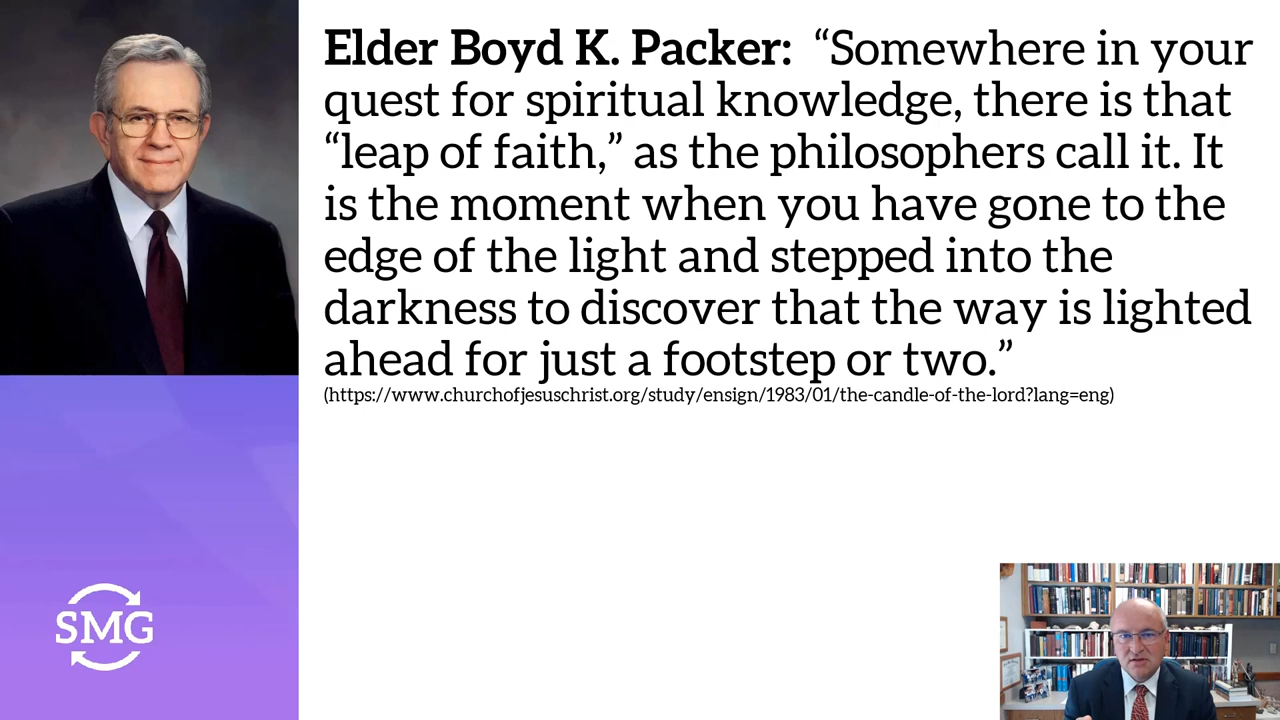 Elder Boyd K. Packer: “Somewhere in your
quest for spiritual knowledge, there is that
“leap of faith,” as the philosophers call it. It
is the moment when you have gone to the
edge of the light and stepped into the
darkness to discover that the way is lighted
ahead for just a footstep or two.”
(https://www.churchofjesuschrist.org/study/ensign/1983/01/the-candle-of-the-lord?lang=eng)
SMG